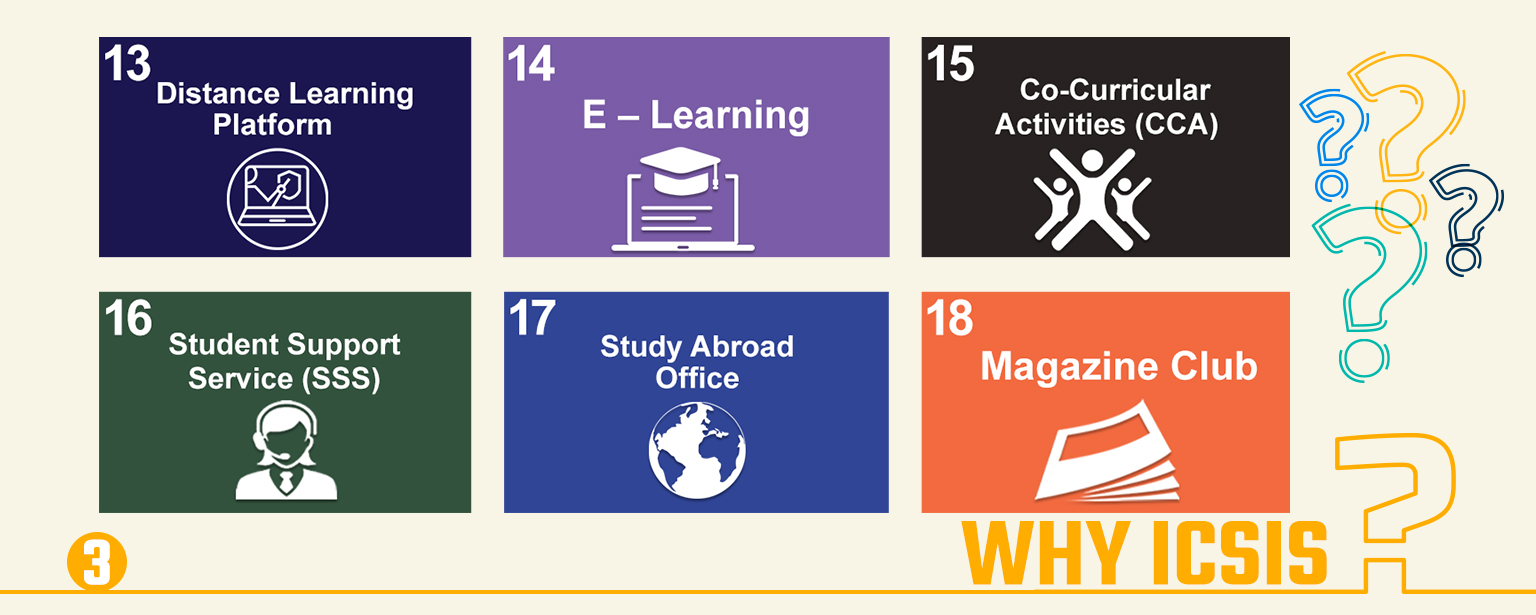 13
Distance Learning
Platform
14
E – Learning
15
Co-Curricular
Activities (CCA)
16
Student Support
Service (SSS)
17
Study Abroad
Office
18
Magazine Club
3
WHY ICSIS?